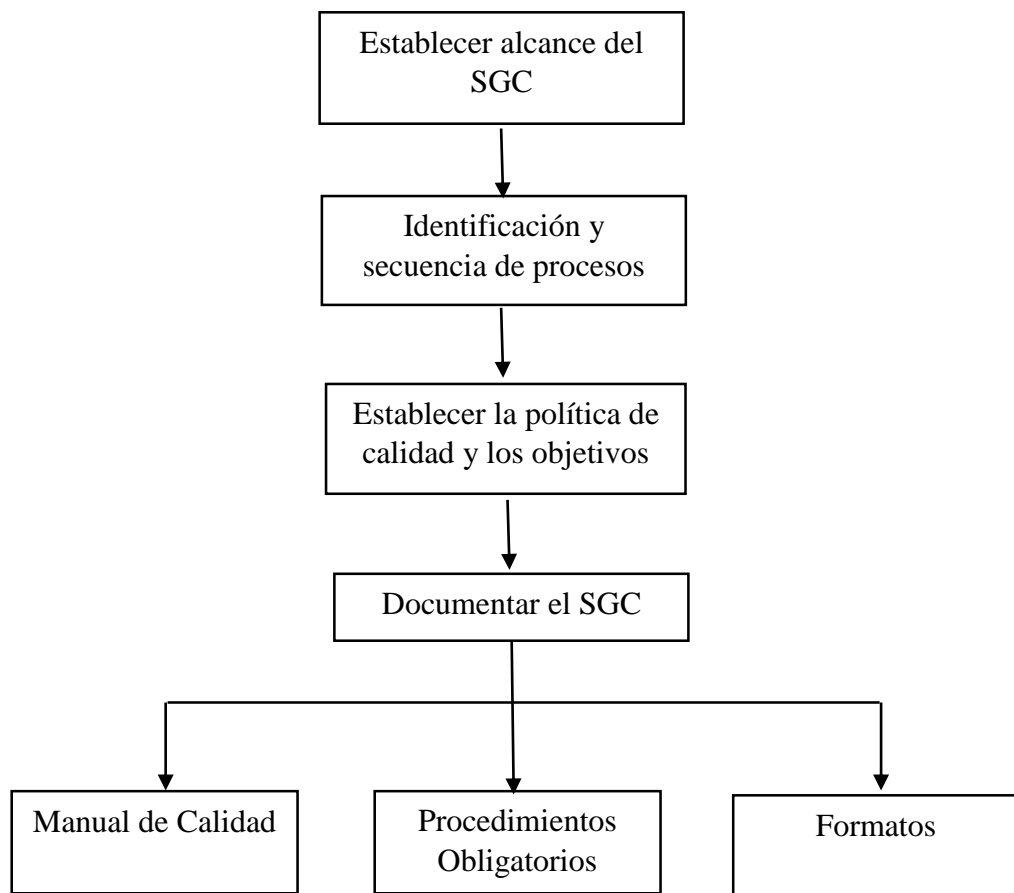 Establecer alcance del
SGC
Identificación y
secuencia de procesos
Establecer la política de
calidad y los objetivos
Documentar el SGC
Manual de Calidad
Procedimientos
Obligatorios
Formatos